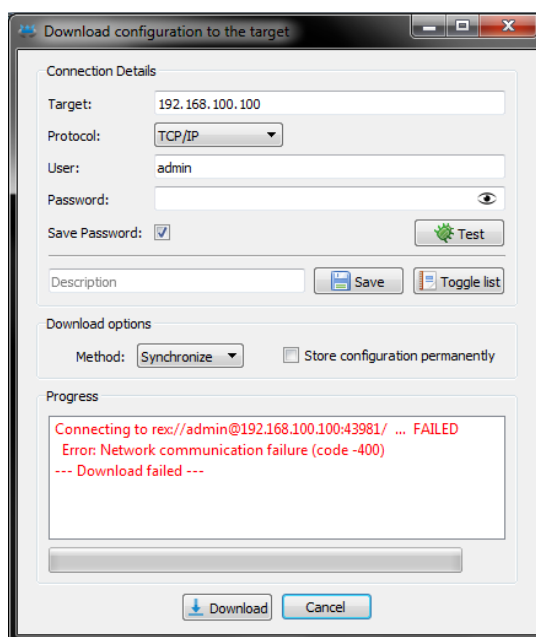 Download configuration to the target
Connection Details
Target: 192.168.100.100
Protocol: TCP/IP
User: admin
Password:
Save Password: Test
Description Save Toggle list
Download options
Method: Synchronize Store configuration permanently
Progress
Connecting to rex://admin@192.168.100.100:43981/ ... FAILED
Error: Network communication failure (code -400)
--- Download failed ---
Download Cancel